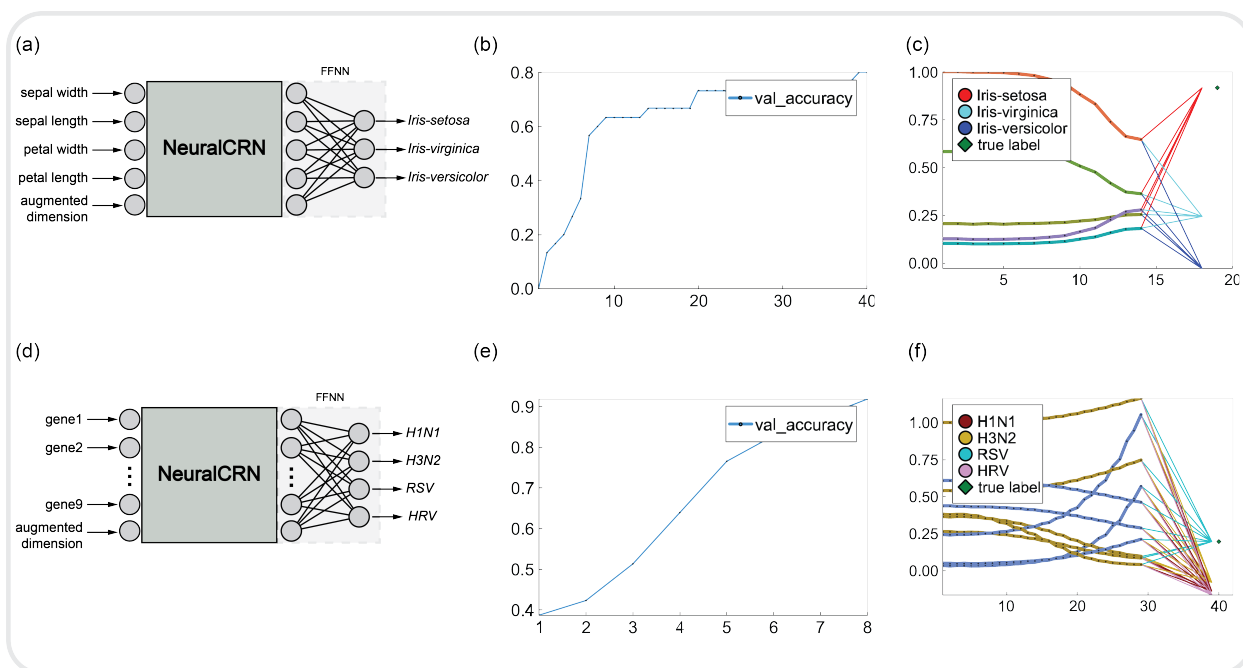 (a)
FFNN
sepal width
sepal length
petal width
petal length
augmented
dimension
NeuralCRN
Iris-setosa
Iris-virginica
Iris-versicolor
(b)
0.8
0.6
0.4
0.2
0.0
10
20
30
40
val_accuracy
(c)
1.00
0.75
0.50
0.25
0.00
5
10
15
20
Iris-setosa
Iris-virginica
Iris-versicolor
true label
(d)
FFNN
gene1
gene2
gene9
augmented
dimension
NeuralCRN
H1N1
H3N2
RSV
HRV
(e)
0.9
0.8
0.7
0.6
0.5
0.4
1
2
3
4
5
6
7
8
val_accuracy
(f)
1.00
0.75
0.50
0.25
0.00
10
20
30
40
H1N1
H3N2
RSV
HRV
true label